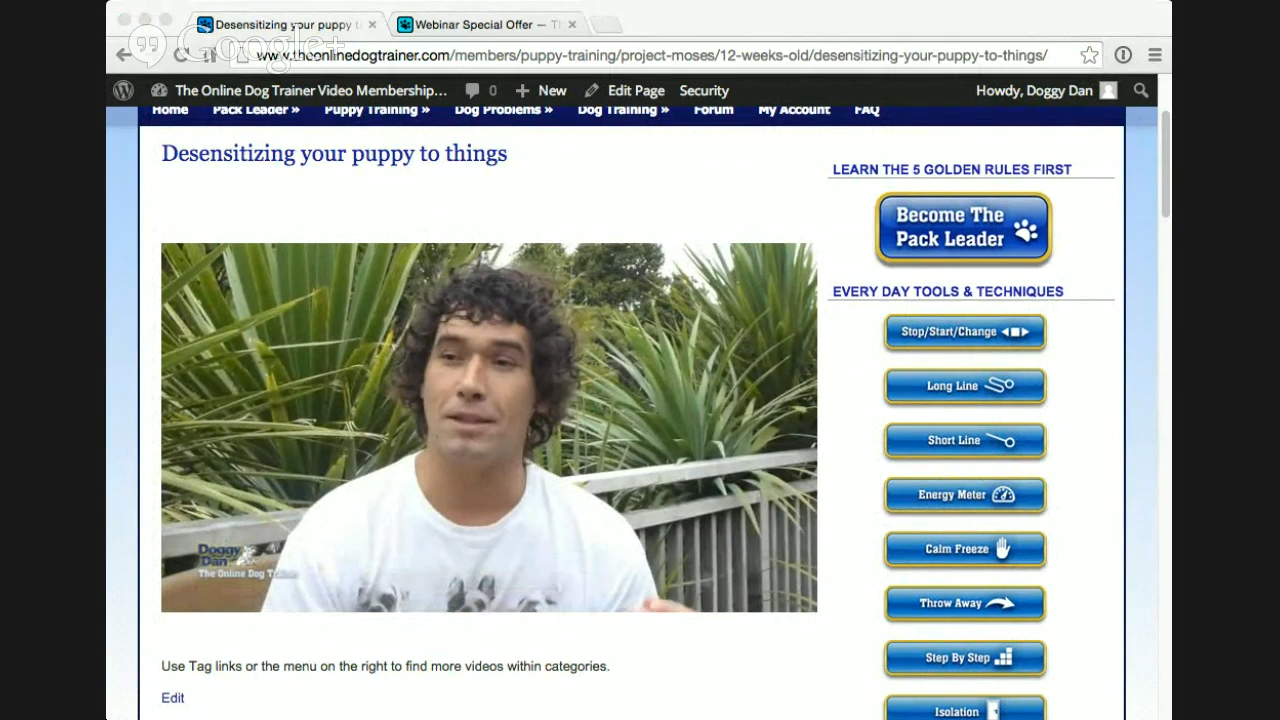 Desensitizing your puppy t
Webinar Special Offer — T
Google+
www.theonlinedogtrainer.com/members/puppy-training/project-moses/12-weeks-old/desensitizing-your-puppy-to-things/
The Online Dog Trainer Video Membership... 0 + New Edit Page Security Howdy, Doggy Dan
Home Pack Leader » Puppy Training » Dog Problems » Dog Training » Forum My Account FAQ
Desensitizing your puppy to things
Doggy
Dan
The Online Dog Trainer
Use Tag links or the menu on the right to find more videos within categories.
Edit
LEARN THE 5 GOLDEN RULES FIRST
Become The
Pack Leader
EVERY DAY TOOLS & TECHNIQUES
Stop/Start/Change
Long Line
Short Line
Energy Meter
Calm Freeze
Throw Away
Step By Step
Isolation